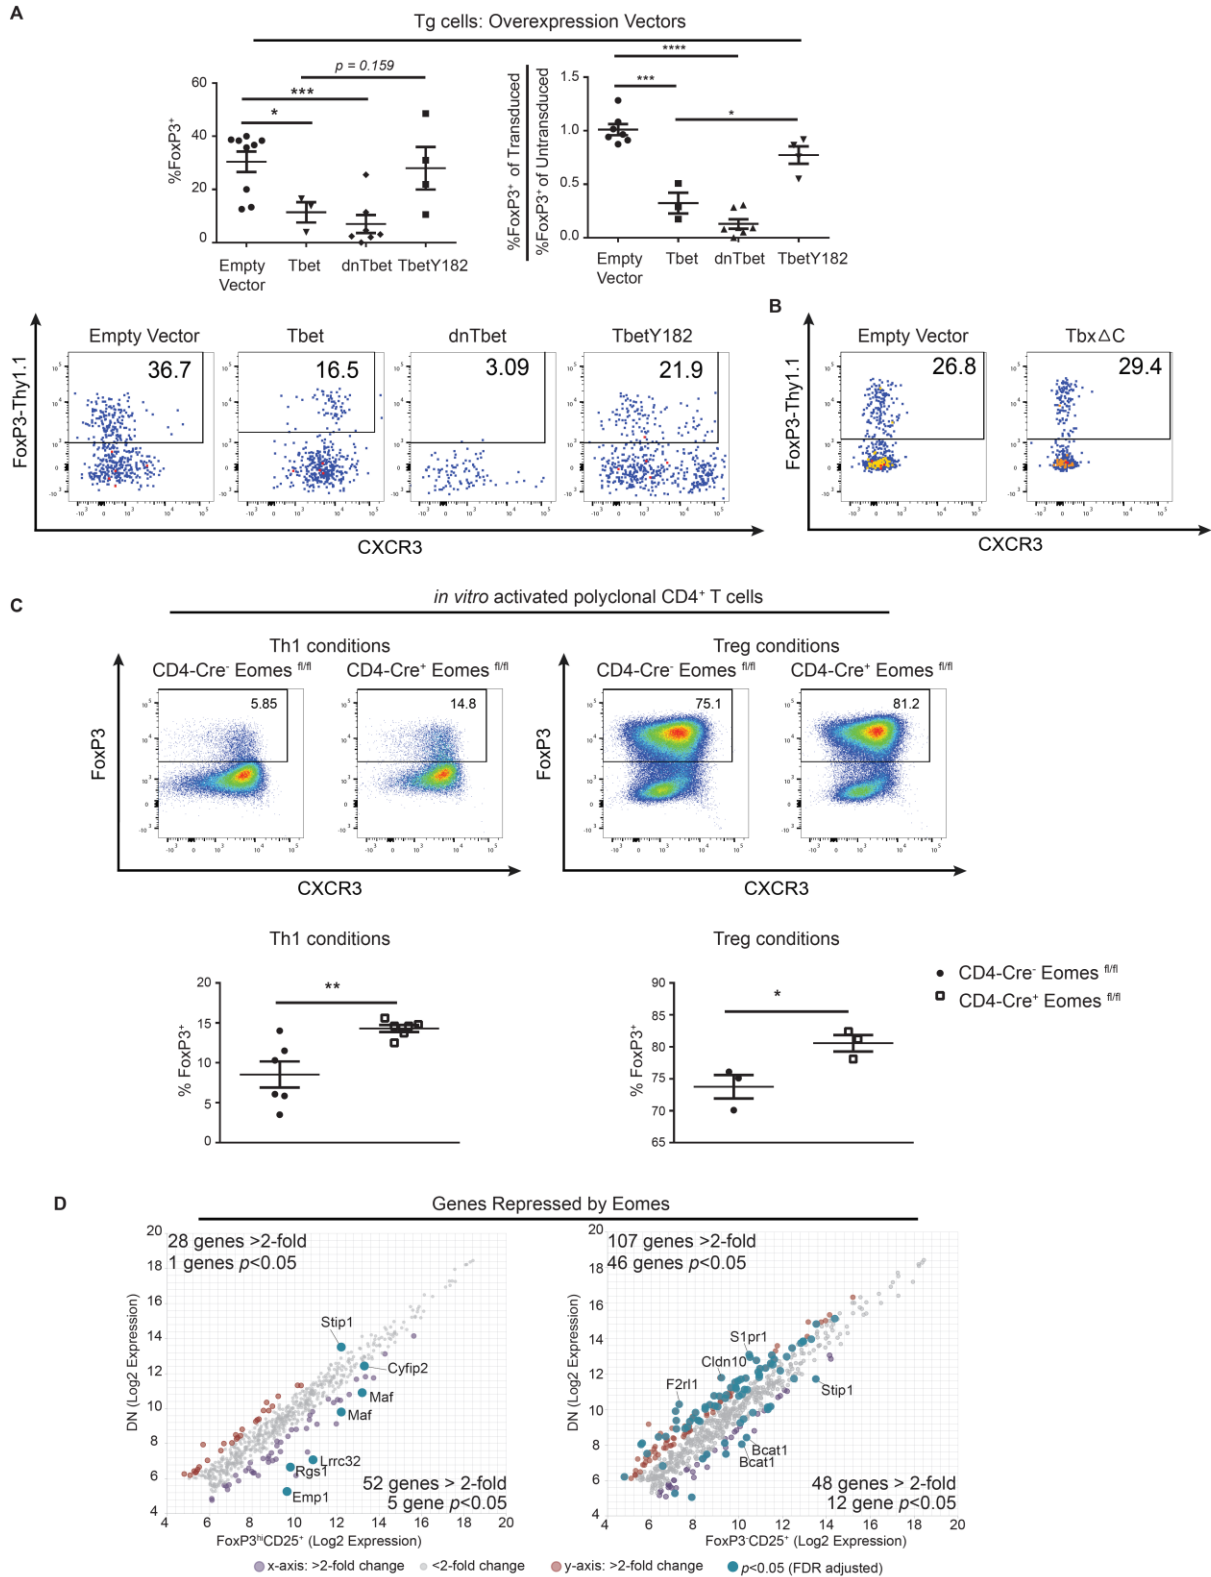 A
Tg cells: Overexpression Vectors
p = 0.159
***
*
%FoxP3⁺
60
40
20
0
Empty Vector
Tbet
dnTbet
TbetY182
****
***
*
%FoxP3⁺ of Transduced
%FoxP3⁺ of Untransduced
1.5
1.0
0.5
0.0
Empty Vector
Tbet
dnTbet
TbetY182
FoxP3-Thy1.1
Empty Vector
36.7
Tbet
16.5
dnTbet
3.09
TbetY182
21.9
CXCR3
B
FoxP3-Thy1.1
Empty Vector
26.8
Tbx△C
29.4
CXCR3
C
in vitro activated polyclonal CD4⁺ T cells
Th1 conditions
CD4-Cre⁻ Eomes fl/fl
CD4-Cre⁺ Eomes fl/fl
5.85
14.8
FoxP3
CXCR3
Treg conditions
CD4-Cre⁻ Eomes fl/fl
CD4-Cre⁺ Eomes fl/fl
75.1
81.2
FoxP3
CXCR3
Th1 conditions
**
% FoxP3⁺
20
15
10
5
0
Treg conditions
*
% FoxP3⁺
90
85
80
75
70
65
CD4-Cre⁻ Eomes fl/fl
CD4-Cre⁺ Eomes fl/fl
D
Genes Repressed by Eomes
28 genes >2-fold
1 genes p<0.05
DN (Log2 Expression)
20
18
16
14
12
10
8
6
4
Stip1
Cyfip2
Maf
Maf
Lrrc32
Rgs1
Emp1
52 genes > 2-fold
5 gene p<0.05
4 6 8 10 12 14 16 18 20
FoxP3hiCD25⁺ (Log2 Expression)
107 genes >2-fold
46 genes p<0.05
DN (Log2 Expression)
20
18
16
14
12
10
8
6
4
S1pr1
Cldn10
F2rl1
Stip1
Bcat1
Bcat1
48 genes > 2-fold
12 gene p<0.05
4 6 8 10 12 14 16 18 20
FoxP3⁻CD25⁺ (Log2 Expression)
x-axis: >2-fold change
<2-fold change
y-axis: >2-fold change
p<0.05 (FDR adjusted)